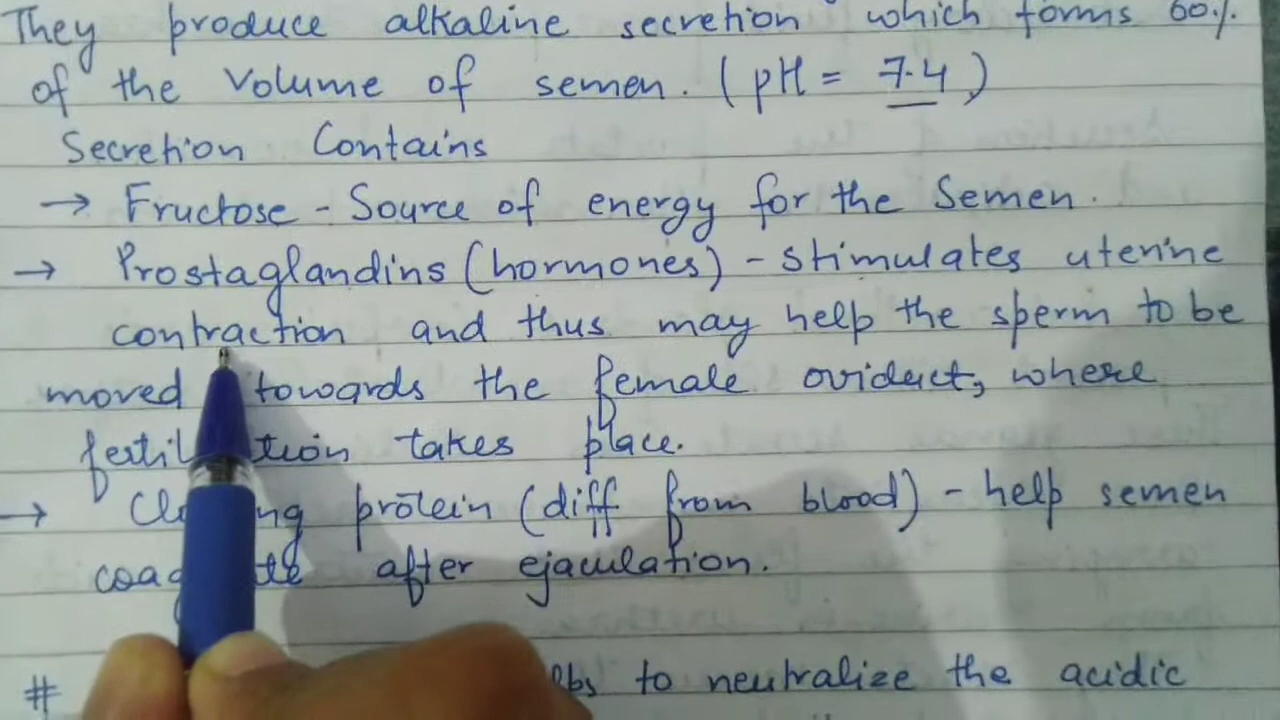 They produce alkaline secretion which forms 60%
of the volume of semen. (pH = 7.4)
Secretion Contains
→ Fructose - Source of energy for the Semen.
→ Prostaglandins (hormones) - stimulates uterine
contraction and thus may help the sperm to be
moved towards the female oviduct, where
takes place.
→ protein (diff from blood) - help semen
after ejaculation.
# to neutralize the acidic